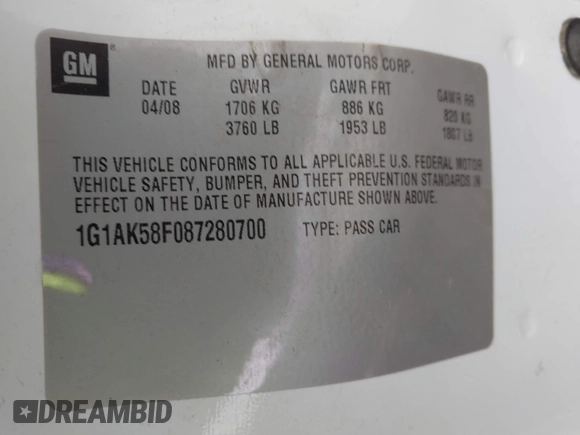 GM
®
MFD BY GENERAL MOTORS CORP.
DATE GVWR GAWR FRT GAWR RR
04/08 1706 KG 886 KG 820 KG
3760 LB 1953 LB 1807 LB
THIS VEHICLE CONFORMS TO ALL APPLICABLE U.S. FEDERAL MOTOR
VEHICLE SAFETY, BUMPER, AND THEFT PREVENTION STANDARDS IN
EFFECT ON THE DATE OF MANUFACTURE SHOWN ABOVE.
1G1AK58F087280700 TYPE: PASS CAR
DREAMBID